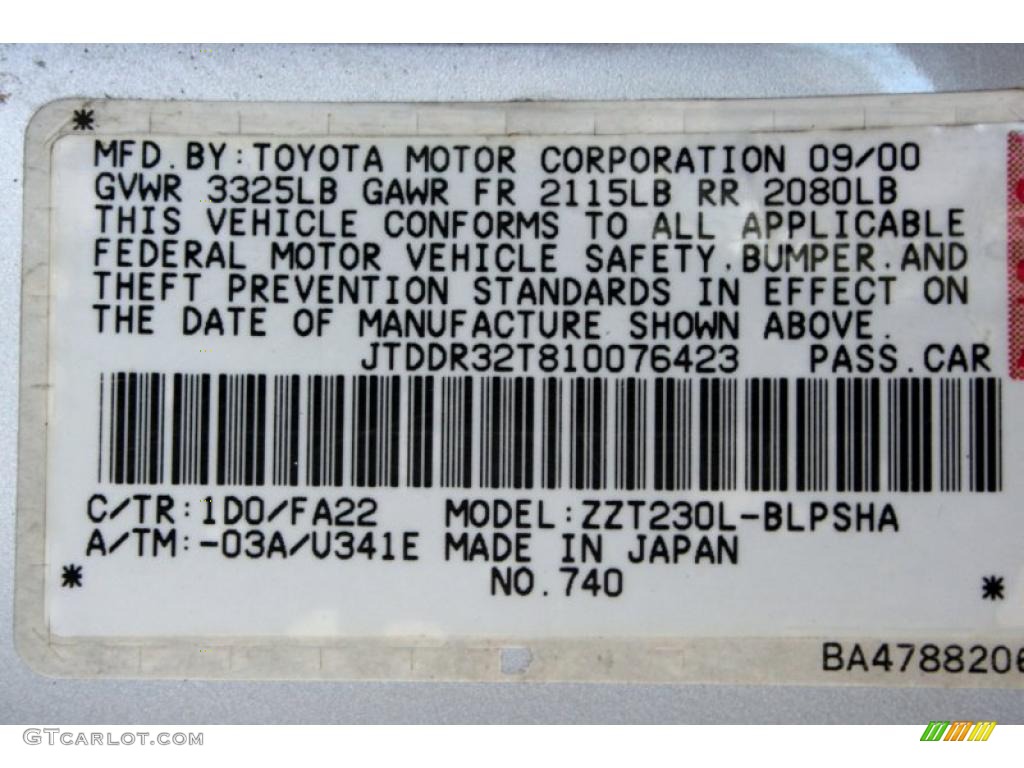 MFD.BY:TOYOTA MOTOR CORPORATION 09/00
GVWR 3325LB GAWR FR 2115LB RR 2080LB
THIS VEHICLE CONFORMS TO ALL APPLICABLE
FEDERAL MOTOR VEHICLE SAFETY.BUMPER.AND
THEFT PREVENTION STANDARDS IN EFFECT ON
THE DATE OF MANUFACTURE SHOWN ABOVE.
JTDDR32T810076423 PASS.CAR
C/TR:1D0/FA22 MODEL:ZZT230L-BLPSHA
A/TM:-03A/U341E MADE IN JAPAN
NO.740
BA4788206
GTCARLOT.COM